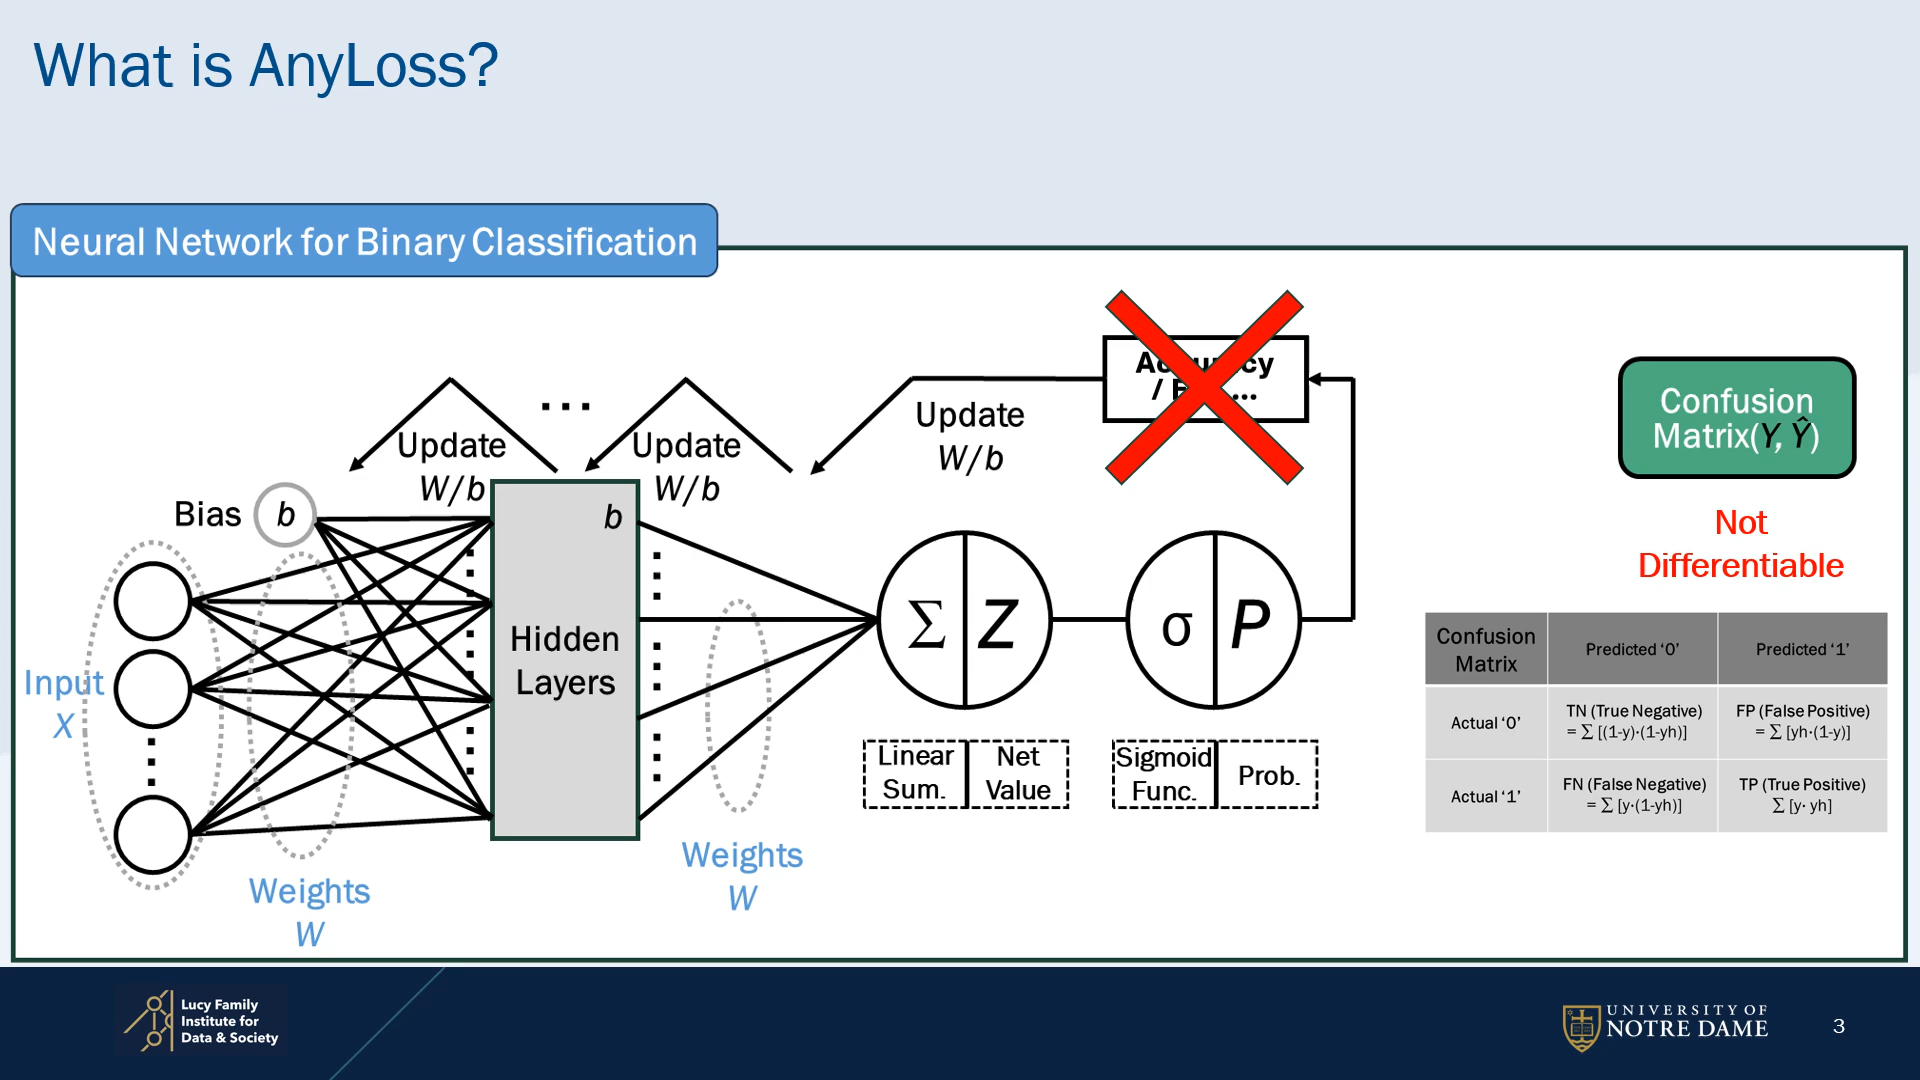 What is AnyLoss?
Neural Network for Binary Classification
Update
W/b
...
Update
W/b
Update
W/b
/
...
Confusion
Matrix(Y, Ŷ)
Not
Differentiable
Bias
b
b
Input
X
Hidden
Layers
Σ
Z
σ
P
Linear
Sum.
Net
Value
Sigmoid
Func.
Prob.
Weights
W
Weights
W
Confusion
Matrix
Predicted ‘0’
Predicted ‘1’
Actual ‘0’
TN (True Negative)
= Σ [(1-y)·(1-yh)]
FP (False Positive)
= Σ [yh·(1-y)]
Actual ‘1’
FN (False Negative)
= Σ [y·(1-yh)]
TP (True Positive)
Σ [y· yh]
Lucy Family
Institute for
Data & Society
UNIVERSITY OF
NOTRE DAME
3